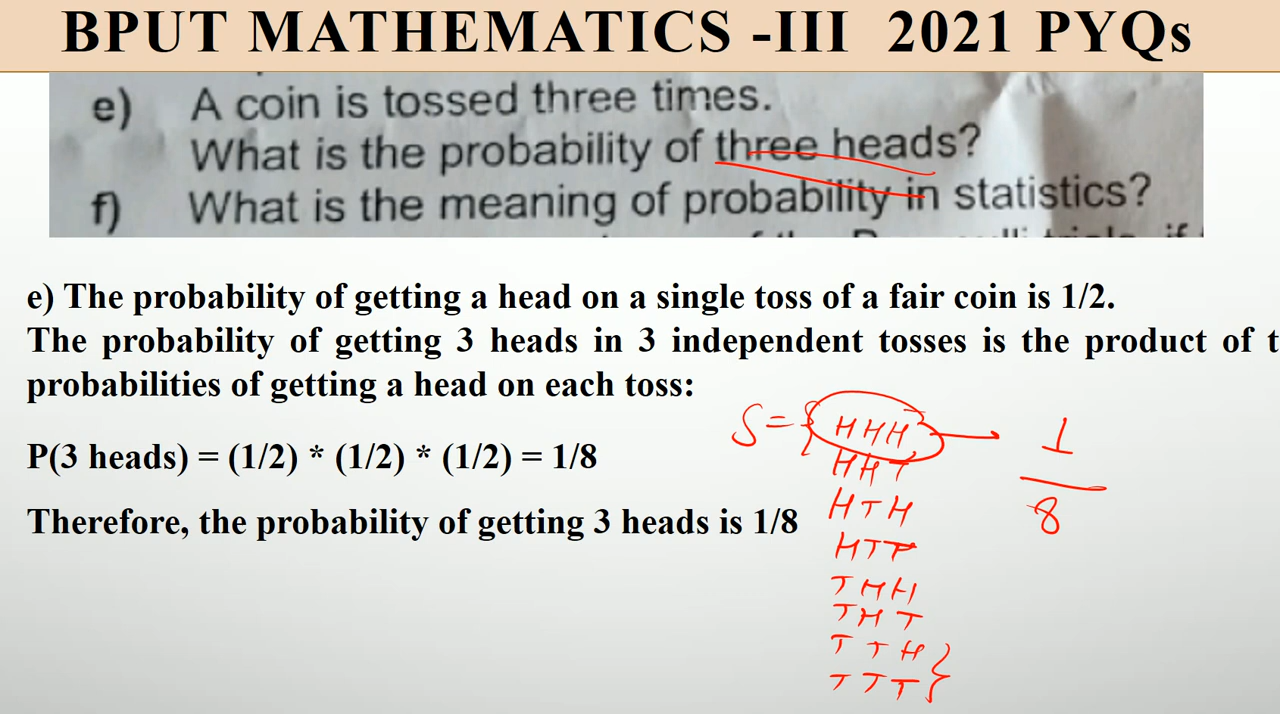 BPUT MATHEMATICS -III 2021 PYQs
e) A coin is tossed three times.
What is the probability of three heads?
f) What is the meaning of probability in statistics?
e) The probability of getting a head on a single toss of a fair coin is 1/2.
The probability of getting 3 heads in 3 independent tosses is the product of
probabilities of getting a head on each toss:
P(3 heads) = (1/2) * (1/2) * (1/2) = 1/8
Therefore, the probability of getting 3 heads is 1/8
S = { HHH → 1/8
HHT
HTH
HTT
THH
THT
TTH
TTT }